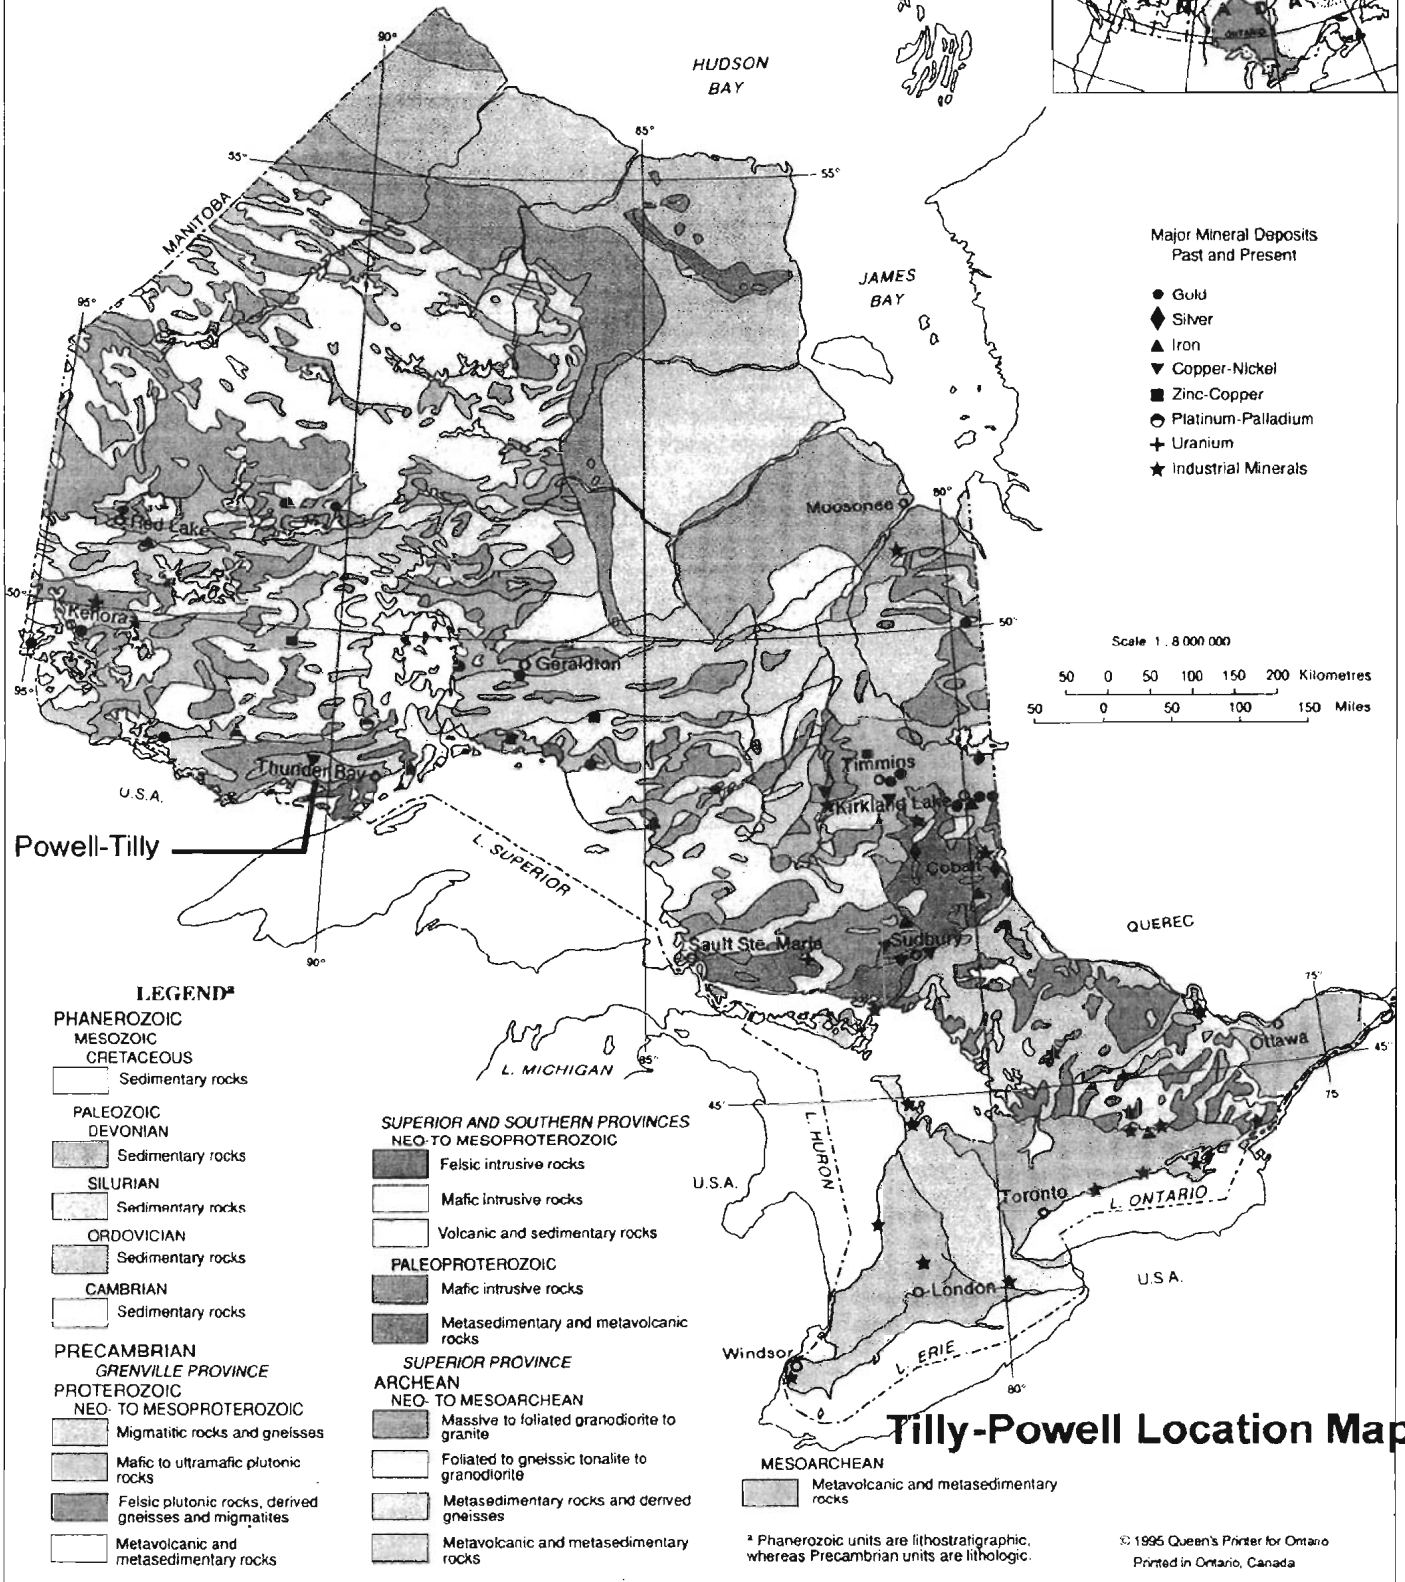 A D A
ONTARIO
HUDSON
BAY
90°
85°
55°
55°
MANITOBA
JAMES
BAY
95°
Major Mineral Deposits
Past and Present
Gold
Silver
Iron
Copper-Nickel
Zinc-Copper
Platinum-Palladium
Uranium
Industrial Minerals
Moosonee
80°
Red Lake
50°
Kenora
50°
Scale 1 : 8 000 000
50 0 50 100 150 200 Kilometres
50 0 50 100 150 Miles
Geraldton
95°
Timmins
Thunder Bay
U.S.A.
Kirkland Lake
Powell-Tilly
L. SUPERIOR
Cobalt
QUEREC
Sault Ste. Marie
Sudbury
90°
75°
Ottawa
45°
85°
L. MICHIGAN
75
45°
L. HURON
U.S.A.
Toronto
L. ONTARIO
U.S.A.
London
Windsor
L. ERIE
80°
Tilly-Powell Location Map
LEGENDª
PHANEROZOIC
MESOZOIC
CRETACEOUS
Sedimentary rocks
PALEOZOIC
DEVONIAN
Sedimentary rocks
SILURIAN
Sedimentary rocks
ORDOVICIAN
Sedimentary rocks
CAMBRIAN
Sedimentary rocks
PRECAMBRIAN
GRENVILLE PROVINCE
PROTEROZOIC
NEO- TO MESOPROTEROZOIC
Migmatitic rocks and gneisses
Mafic to ultramafic plutonic
rocks
Felsic plutonic rocks, derived
gneisses and migmatites
Metavolcanic and
metasedimentary rocks
SUPERIOR AND SOUTHERN PROVINCES
NEO-TO MESOPROTEROZOIC
Felsic intrusive rocks
Mafic intrusive rocks
Volcanic and sedimentary rocks
PALEOPROTEROZOIC
Mafic intrusive rocks
Metasedimentary and metavolcanic
rocks
SUPERIOR PROVINCE
ARCHEAN
NEO- TO MESOARCHEAN
Massive to foliated granodiorite to
granite
Foliated to gneissic tonalite to
granodiorite
Metasedimentary rocks and derived
gneisses
Metavolcanic and metasedimentary
rocks
MESOARCHEAN
Metavolcanic and metasedimentary
rocks
ª Phanerozoic units are lithostratigraphic,
whereas Precambrian units are lithologic.
© 1995 Queen's Printer for Ontario
Printed in Ontario, Canada